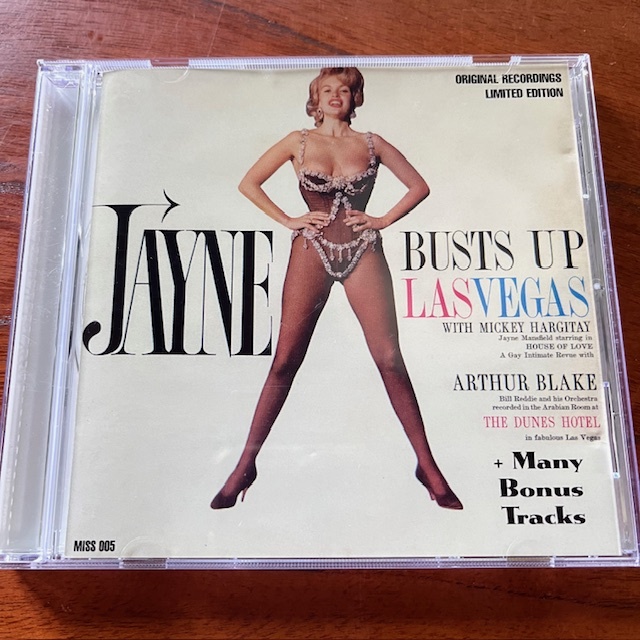 ORIGINAL RECORDINGS
LIMITED EDITION
JAYNE
BUSTS UP
LASVEGAS
WITH MICKEY HARGITAY
Jayne Mansfield starring in
HOUSE OF LOVE
A Gay Intimate Revue with
ARTHUR BLAKE
Bill Reddie and his Orchestra
recorded in the Arabian Room at
THE DUNES HOTEL
in fabulous Las Vegas
+ Many
Bonus
Tracks
MISS 005